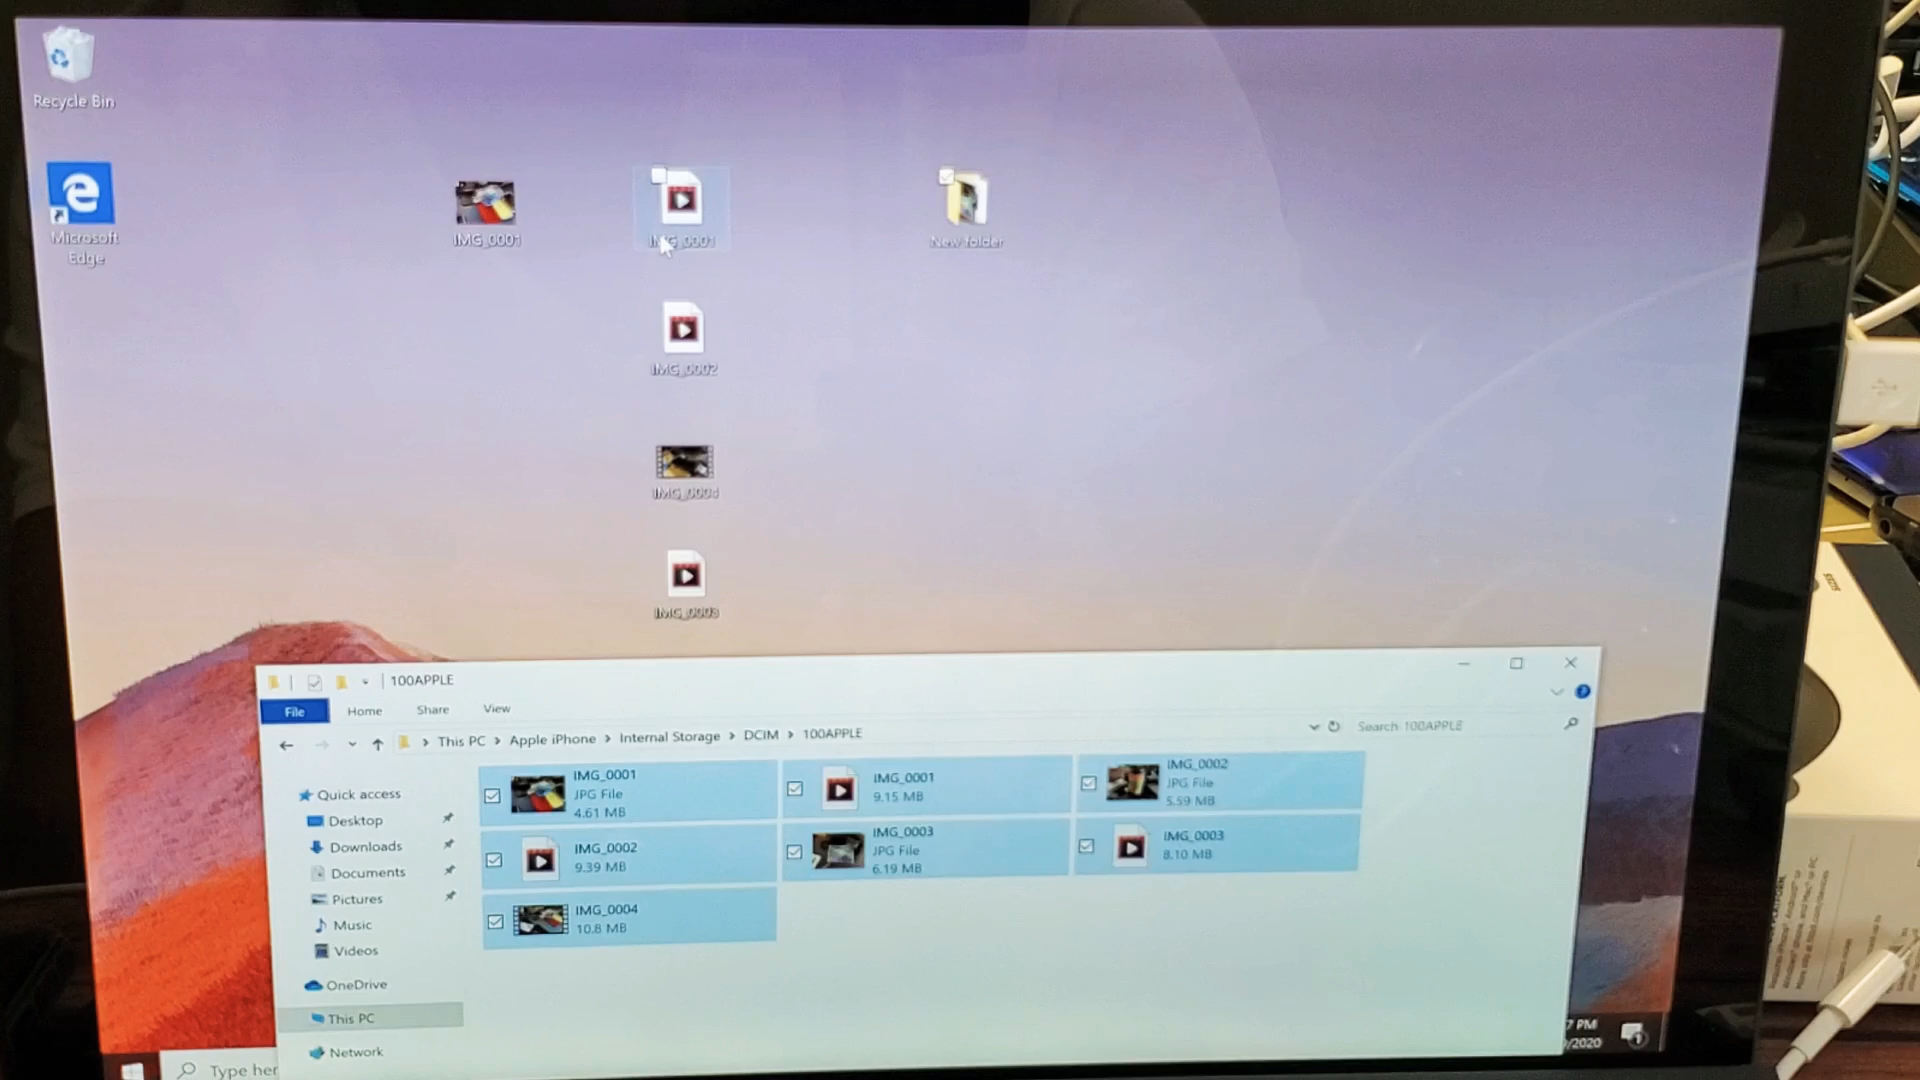 Recycle Bin
Microsoft
Edge
IMG_0001
IMG_0001
New folder
IMG_0002
IMG_0004
IMG_0003
100APPLE
File
Home
Share
View
This PC > Apple iPhone > Internal Storage > DCIM > 100APPLE
Search 100APPLE
Quick access
Desktop
Downloads
Documents
Pictures
Music
Videos
OneDrive
This PC
Network
IMG_0001
JPG File
4.61 MB
IMG_0001
9.15 MB
IMG_0002
JPG File
5.59 MB
IMG_0002
9.39 MB
IMG_0003
JPG File
6.19 MB
IMG_0003
8.10 MB
IMG_0004
10.8 MB
Type her
7 PM
/2020